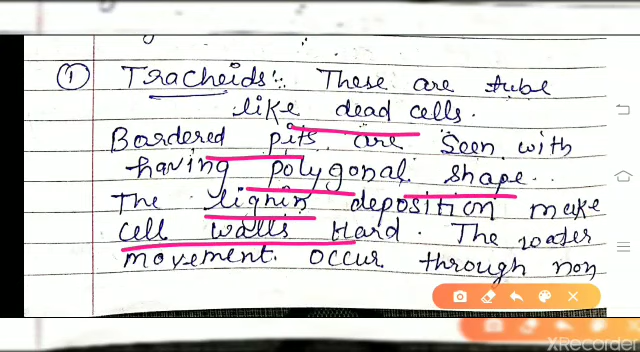 ① Tracheids :- These are tube
like dead cells.
Bordered pits are seen with
having polygonal shape.
The lignin deposition make
cell walls Hard. The water
movement occur through non
XRecorder